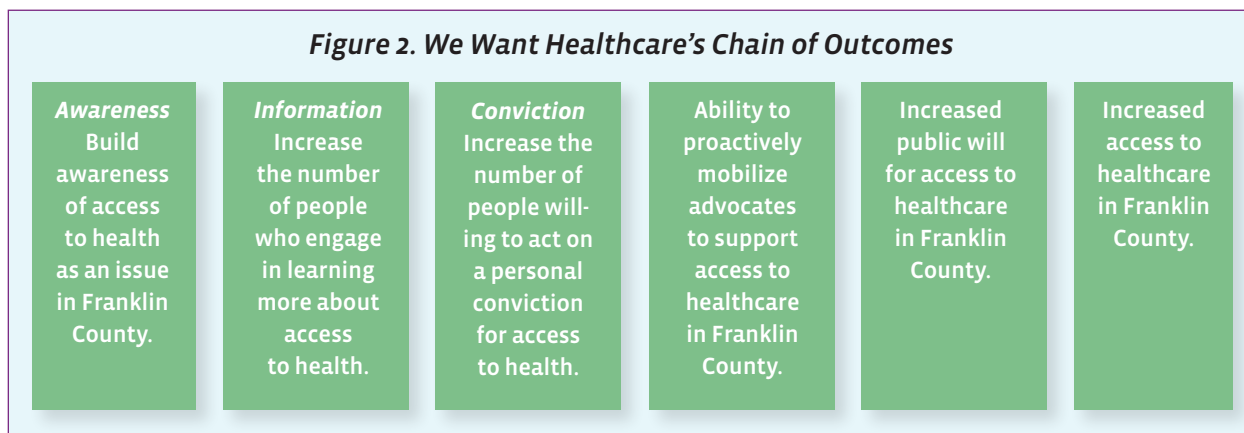 Figure 2. We Want Healthcare’s Chain of Outcomes
Awareness
Build
awareness
of access
to health
as an issue
in Franklin
County.
Information
Increase
the number
of people
who engage
in learning
more about
access
to health.
Conviction
Increase the
number of
people will-
ing to act on
a personal
conviction
for access
to health.
Ability to
proactively
mobilize
advocates
to support
access to
healthcare
in Franklin
County.
Increased
public will
for access to
healthcare
in Franklin
County.
Increased
access to
healthcare
in Franklin
County.